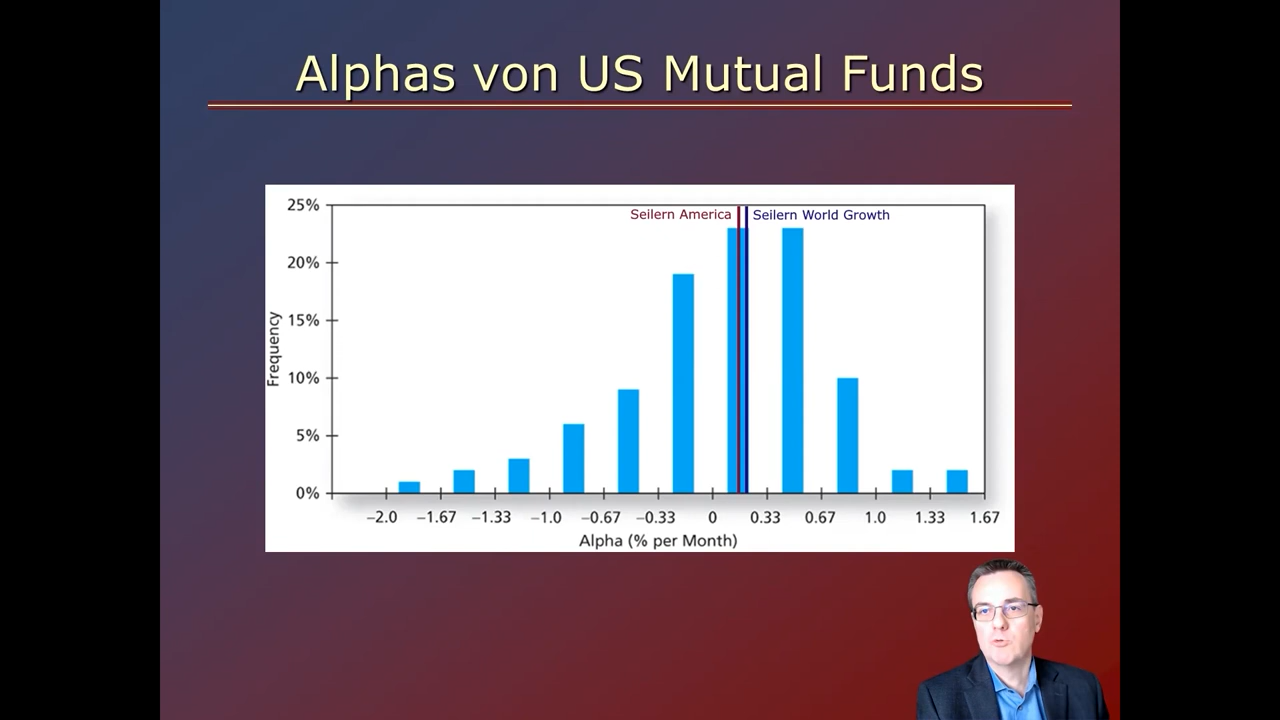 Alphas von US Mutual Funds
25%
Seilern America
Seilern World Growth
20%
15%
10%
5%
0%
Frequency
−2.0 −1.67 −1.33 −1.0 −0.67 −0.33 0 0.33 0.67 1.0 1.33 1.67
Alpha (% per Month)